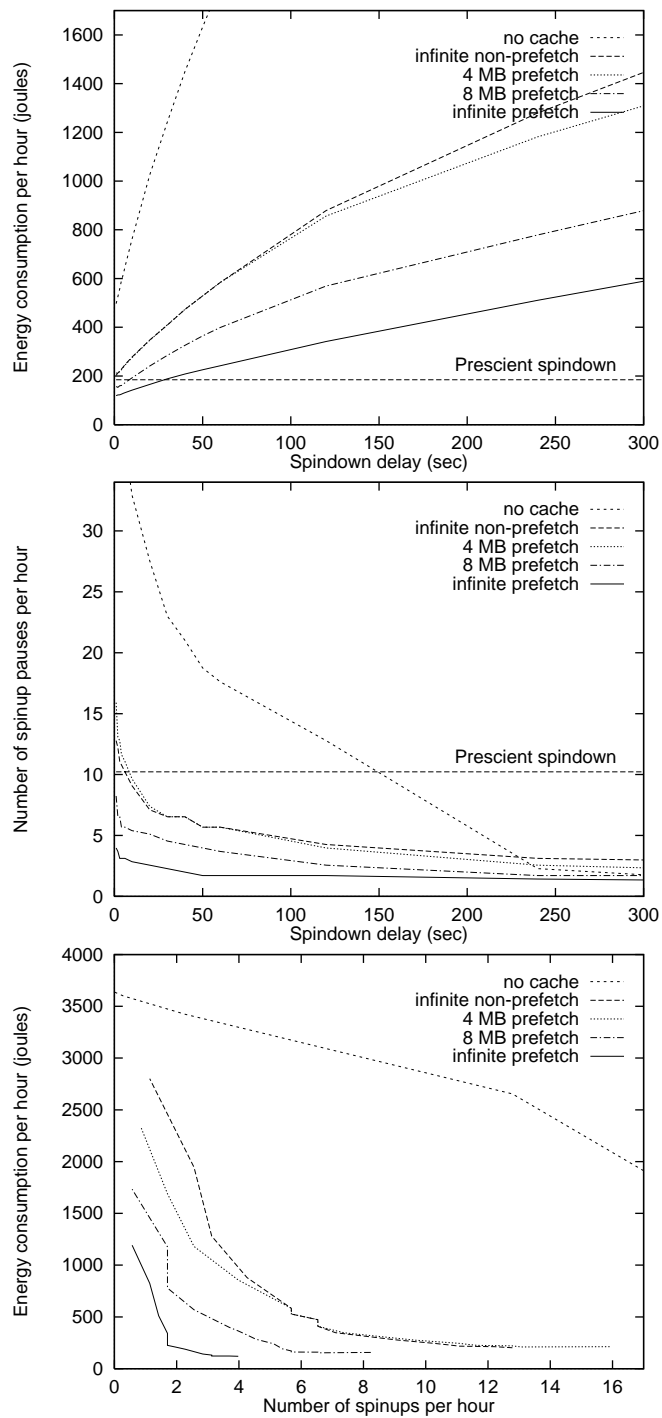 1600
1400
1200
1000
800
600
400
200
0
Energy consumption per hour (joules)
no cache
infinite non-prefetch
4 MB prefetch
8 MB prefetch
infinite prefetch
Prescient spindown
0 50 100 150 200 250 300
Spindown delay (sec)
30
25
20
15
10
5
0
Number of spinup pauses per hour
no cache
infinite non-prefetch
4 MB prefetch
8 MB prefetch
infinite prefetch
Prescient spindown
0 50 100 150 200 250 300
Spindown delay (sec)
4000
3500
3000
2500
2000
1500
1000
500
0
Energy consumption per hour (joules)
no cache
infinite non-prefetch
4 MB prefetch
8 MB prefetch
infinite prefetch
0 2 4 6 8 10 12 14 16
Number of spinups per hour